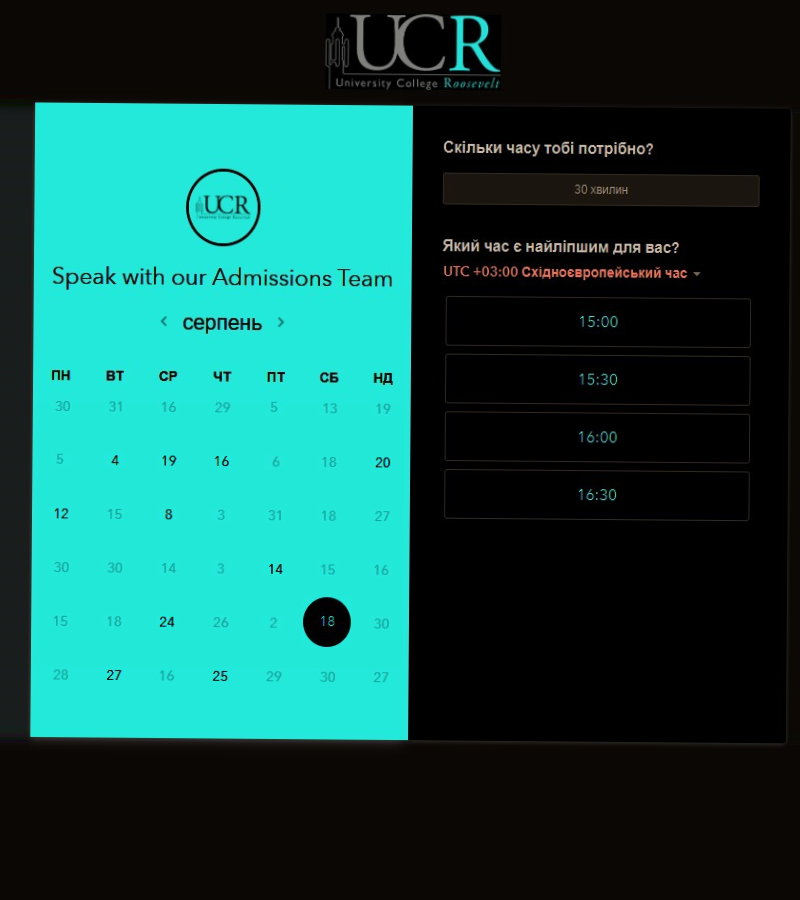 UCR
University College Roosevelt
UCR
Speak with our Admissions Team
серпень
ПН ВТ СР ЧТ ПТ СБ НД
30 31 16 29 5 13 19
5 4 19 16 6 18 20
12 15 8 3 31 18 27
30 30 14 3 14 15 16
15 18 24 26 2 18 30
28 27 16 25 29 30 27
Скільки часу тобі потрібно?
30 хвилин
Який час є найліпшим для вас?
UTC +03:00 Східноєвропейський час
15:00
15:30
16:00
16:30